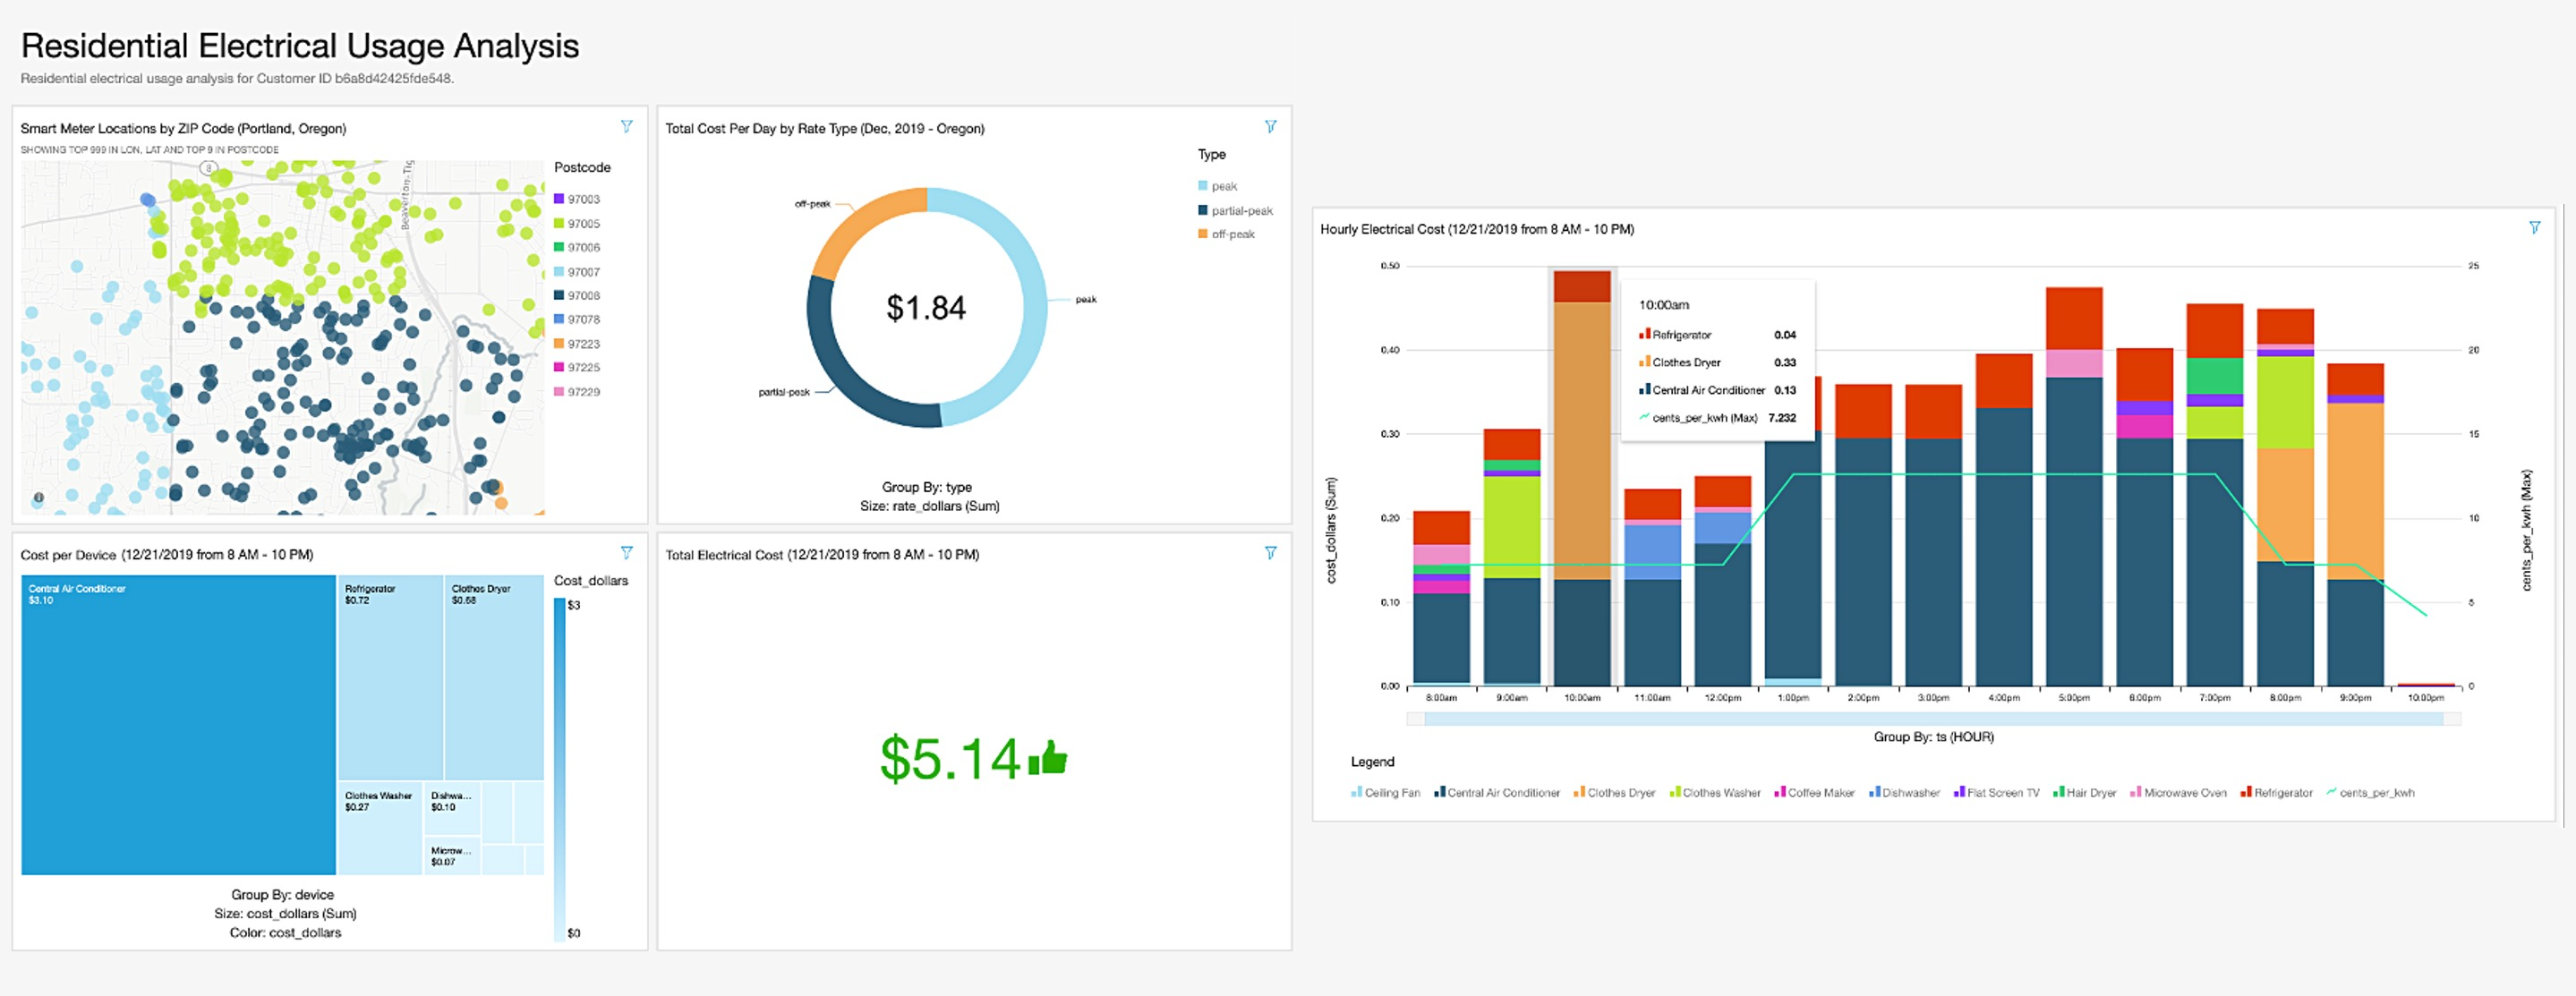 Residential Electrical Usage Analysis
Residential electrical usage analysis for Customer ID b6a8d42425fde548.
Smart Meter Locations by ZIP Code (Portland, Oregon)
SHOWING TOP 999 IN LON, LAT AND TOP 9 IN POSTCODE
8
Beaverton-Tig
Postcode
97003
97005
97006
97007
97008
97078
97223
97225
97229
Total Cost Per Day by Rate Type (Dec, 2019 - Oregon)
Type
peak
partial-peak
off-peak
off-peak
peak
partial-peak
$1.84
Group By: type
Size: rate_dollars (Sum)
Cost per Device (12/21/2019 from 8 AM - 10 PM)
Central Air Conditioner
$3.10
Refrigerator
$0.72
Clothes Dryer
$0.68
Clothes Washer
$0.27
Dishwa...
$0.10
Microw...
$0.07
Cost_dollars
$3
$0
Group By: device
Size: cost_dollars (Sum)
Color: cost_dollars
Total Electrical Cost (12/21/2019 from 8 AM - 10 PM)
$5.14
Hourly Electrical Cost (12/21/2019 from 8 AM - 10 PM)
cost_dollars (Sum)
0.50
0.40
0.30
0.20
0.10
0.00
10:00am
Refrigerator 0.04
Clothes Dryer 0.33
Central Air Conditioner 0.13
cents_per_kwh (Max) 7.232
25
20
15
10
5
0
cents_per_kwh (Max)
8:00am 9:00am 10:00am 11:00am 12:00pm 1:00pm 2:00pm 3:00pm 4:00pm 5:00pm 6:00pm 7:00pm 8:00pm 9:00pm 10:00pm
Group By: ts (HOUR)
Legend
Ceiling Fan Central Air Conditioner Clothes Dryer Clothes Washer Coffee Maker Dishwasher Flat Screen TV Hair Dryer Microwave Oven Refrigerator cents_per_kwh